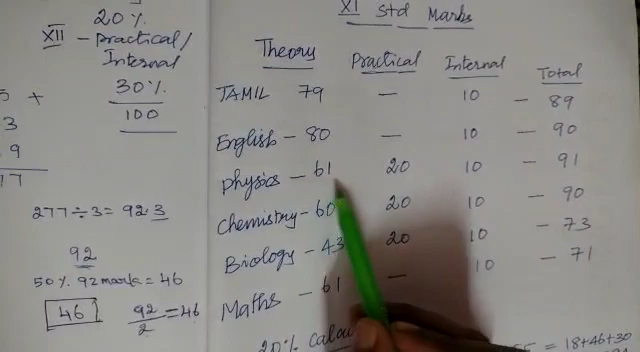 20%
XII - Practical/
Internal
5 + 30%
100
3
9
77
277÷3=92.3
92
50% 92 mark = 46
46 92/2 = 46
XI Std Marks
Theory Practical Internal Total
TAMIL 79 — 10 - 89
English - 80 — 10 - 90
Physics - 61 20 10 - 91
Chemistry - 60 20 10 - 90
Biology - 43 20 10 - 73
Maths - 61 - 10 - 71
20%
= 18+46+30